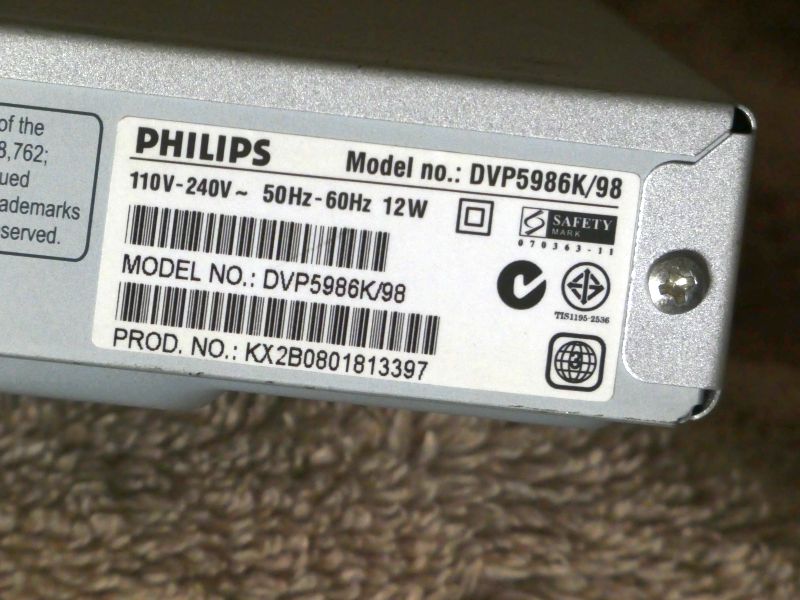 of the
8,762;
ued
ademarks
served.
PHILIPS
Model no.: DVP5986K/98
110V-240V~ 50Hz-60Hz 12W
SAFETY
MARK
070363-11
MODEL NO.: DVP5986K/98
TIS1195-2536
PROD. NO.: KX2B0801813397
3